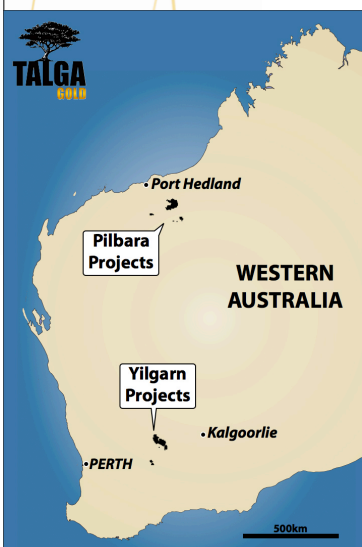 TALGA
GOLD
Port Hedland
Pilbara
Projects
WESTERN
AUSTRALIA
Yilgarn
Projects
Kalgoorlie
PERTH
500km